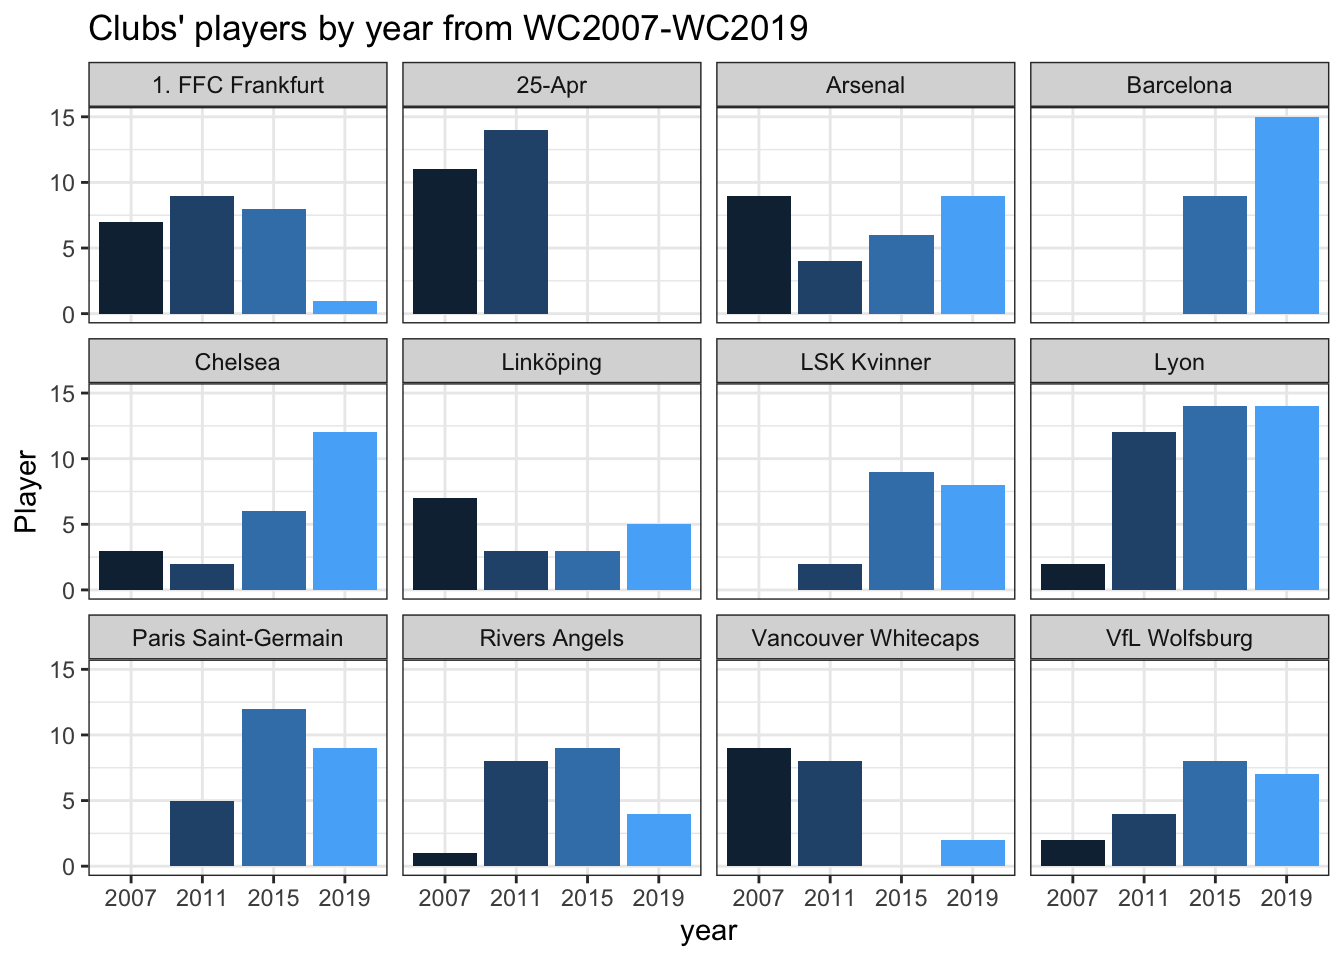 Clubs' players by year from WC2007-WC2019
1. FFC Frankfurt 25-Apr Arsenal Barcelona
15
10
5
0
Chelsea Linköping LSK Kvinner Lyon
15
10
5
0
Player
Paris Saint-Germain Rivers Angels Vancouver Whitecaps VfL Wolfsburg
15
10
5
0
2007 2011 2015 2019 2007 2011 2015 2019 2007 2011 2015 2019 2007 2011 2015 2019
year